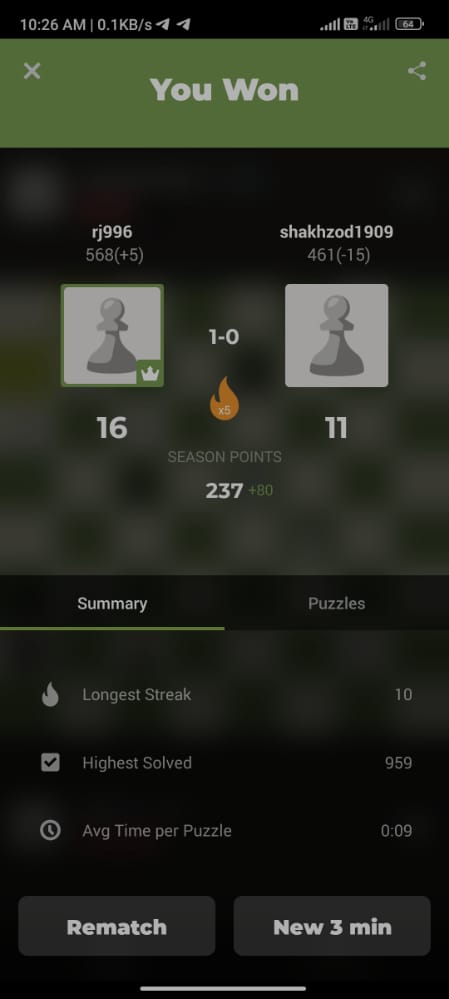 10:26 AM | 0.1KB/s
Vo LTE 4G 64
You Won
rj996 shakhzod1909
568(+5) 461(-15)
1-0
x5
16 11
SEASON POINTS
237 +80
Summary Puzzles
Longest Streak 10
Highest Solved 959
Avg Time per Puzzle 0:09
Rematch New 3 min